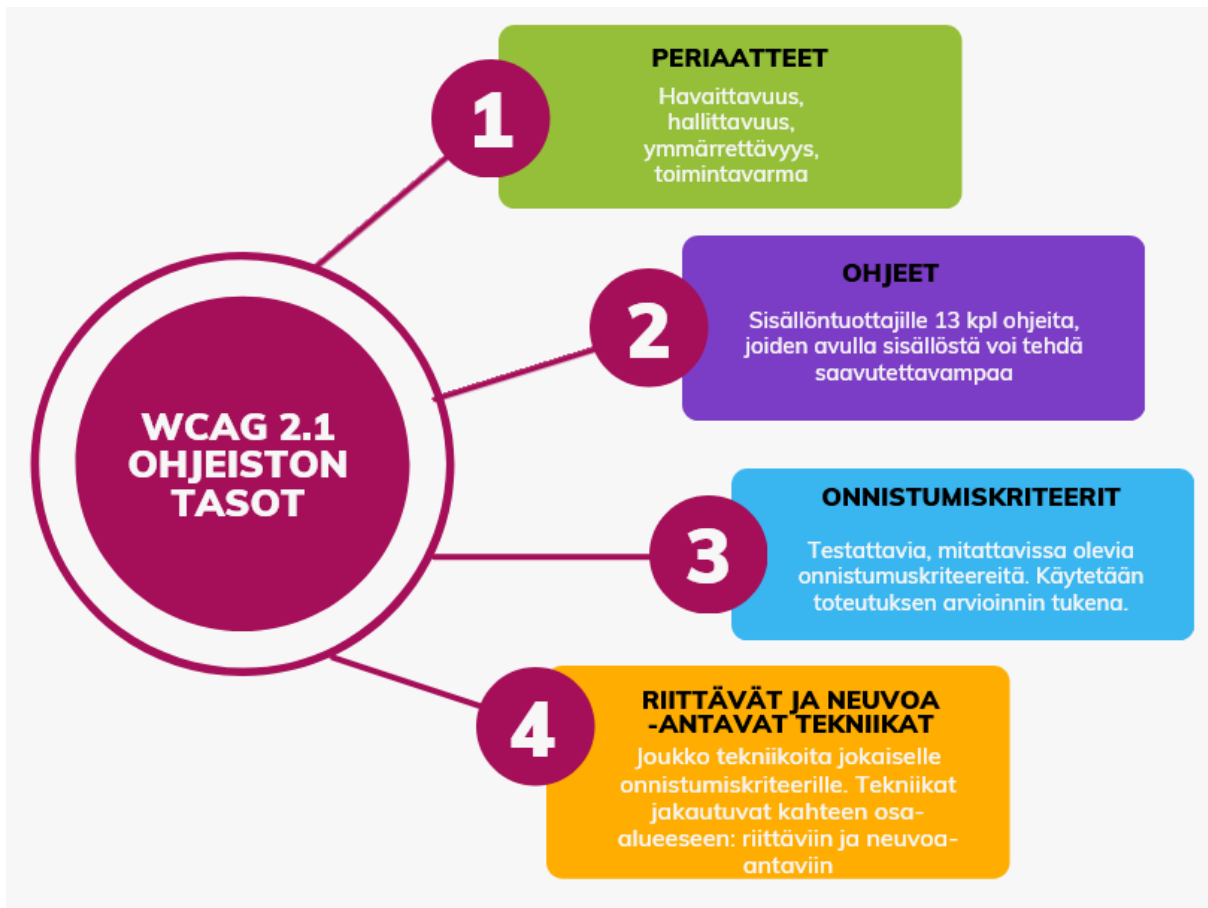 WCAG 2.1
OHJEISTON
TASOT
1
PERIAATTEET
Havaittavuus,
hallittavuus,
ymmärrettävyys,
toimintavarma
2
OHJEET
Sisällöntuottajille 13 kpl ohjeita,
joiden avulla sisällöstä voi tehdä
saavutettavampaa
3
ONNISTUMISKRITEERIT
Testattavia, mitattavissa olevia
onnistumuskriteereitä. Käytetään
toteutuksen arvioinnin tukena.
4
RIITTÄVÄT JA NEUVOA
-ANTAVAT TEKNIIKAT
Joukko tekniikoita jokaiselle
onnistumiskriteerille. Tekniikat
jakautuvat kahteen osa-
alueeseen: riittäviin ja neuvoa-
antaviin